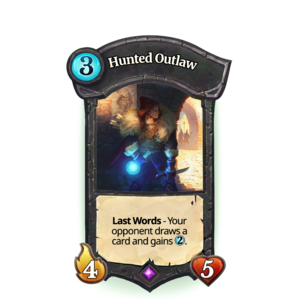 3
Hunted Outlaw
Last Words - Your
opponent draws a
card and gains 2.
4
5